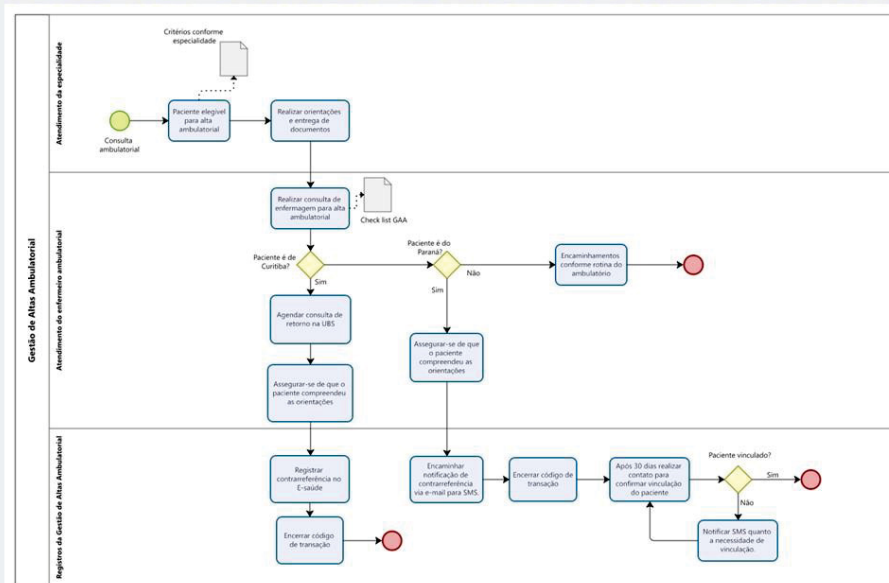 Gestão de Altas Ambulatorial
Atendimento da especialidade
Critérios conforme
especialidade
Consulta
ambulatorial
Paciente elegível
para alta
ambulatorial
Realizar orientações
e entrega de
documentos
Atendimento do enfermeiro ambulatorial
Realizar consulta de
enfermagem para alta
ambulatorial
Check list GAA
Paciente é de
Curitiba?
Sim
Paciente é do
Paraná?
Não
Sim
Encaminhamentos
conforme rotina do
ambulatório
Agendar consulta de
retorno na UBS
Assegurar-se de que o
paciente compreendeu
as orientações
Assegurar-se de que
o paciente
compreendeu as
orientações
Registros da Gestão de Altas Ambulatorial
Registrar
contrarreferência no
E-saúde
Encerrar código
de transação
Encaminhar
notificação de
contrarreferência
via e-mail para SMS.
Encerrar código de
transação
Após 30 dias realizar
contato para
confirmar vinculação
do paciente
Paciente vinculado?
Sim
Não
Notificar SMS quanto
a necessidade de
vinculação.